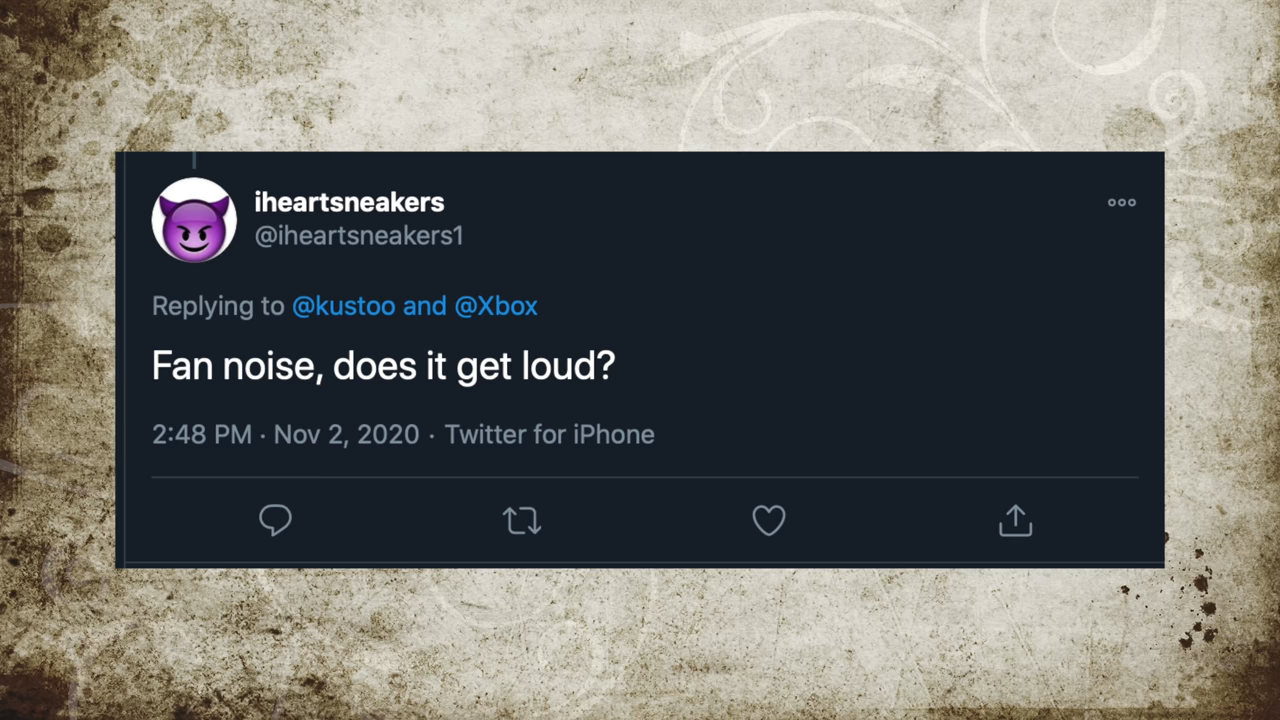 iheartsneakers
@iheartsneakers1
Replying to @kustoo and @Xbox
Fan noise, does it get loud?
2:48 PM · Nov 2, 2020 · Twitter for iPhone